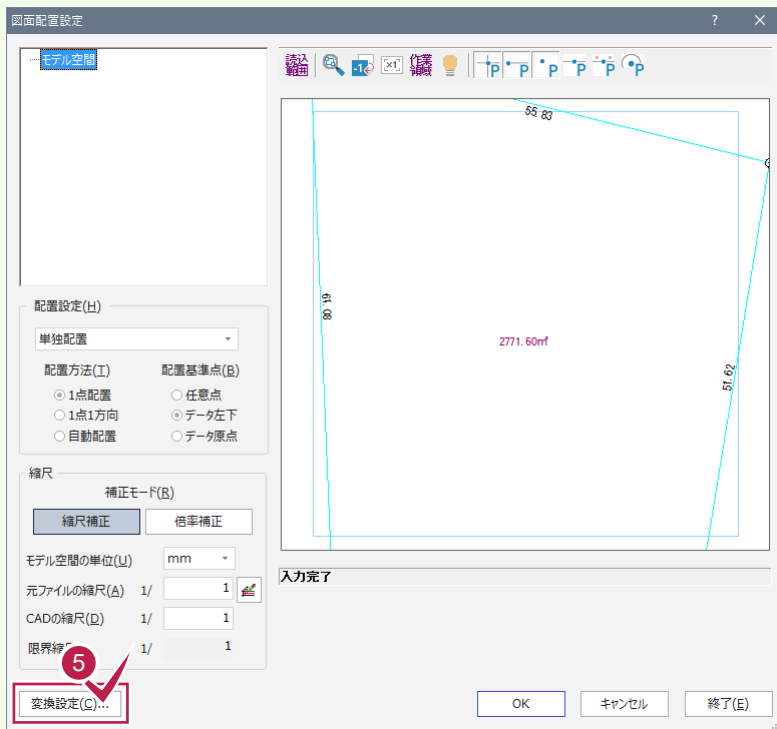 図面配置設定
? ×
モデル空間
読込範囲
-1
×1
作業領域
P P P P P P
55.83
80.19
2771.60㎡
51.62
入力完了
配置設定(H)
単独配置
配置方法(T) 配置基準点(B)
1点配置 任意点
1点1方向 データ左下
自動配置 データ原点
縮尺
補正モード(R)
縮尺補正 倍率補正
モデル空間の単位(U) mm
元ファイルの縮尺(A) 1/ 1
CADの縮尺(D) 1/ 1
限界縮 1/ 1
5
変換設定(C)...
OK キャンセル 終了(E)